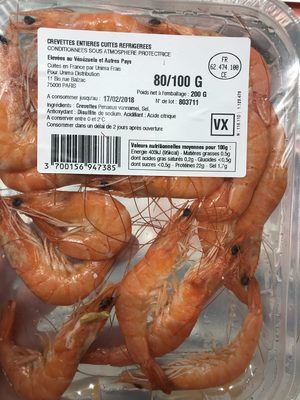 CREVETTES ENTIERES CUITES REFRIGEREES
CONDITIONNEES SOUS ATMOSPHERE PROTECTRICE
Elevées au Vénézuela et Autres Pays
Cuites en France par Unima Frais
Pour Unima Distribution
11 Bis rue Balzac
75008 PARIS
80/100 G
Poids net à l'emballage : 200 G
A consommer jusqu'au : 17/02/2018
N° de lot : 803711
Ingrédients : Crevettes Penaeus vannamei, Sel,
Antioxydant : Disulfite de sodium, Acidifiant : Acide citrique
A conserver entre 0 et 2°C
Consommer dans un délai de 2 jours après ouverture
FR
62.474.100
CE
VX
3 700156 947385
Valeurs nutritionnelles moyennes pour 100g :
Energie 403kJ (95kcal) - Matières grasses 0.5g
dont acides gras saturés 0.2g - Glucides <0.5g
dont sucres <0.5g - Protéines 22g - Sel 1,7g